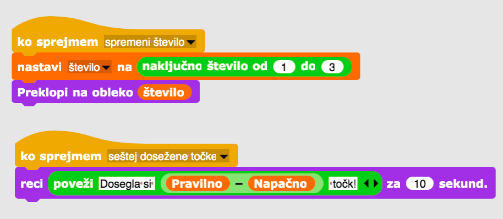 ko sprejmem spremeni število
nastavi število na naključno število od 1 do 3
Preklopi na obleko število
ko sprejmem seštej dosežene točke
reci poveži Dosegla si Pravilno − Napačno točk! za 10 sekund.